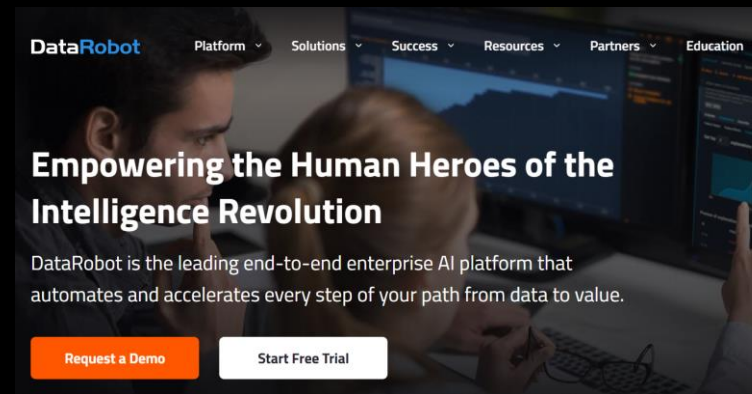 DataRobot
Platform
Solutions
Success
Resources
Partners
Education
Empowering the Human Heroes of the
Intelligence Revolution
DataRobot is the leading end-to-end enterprise AI platform that
automates and accelerates every step of your path from data to value.
Request a Demo
Start Free Trial